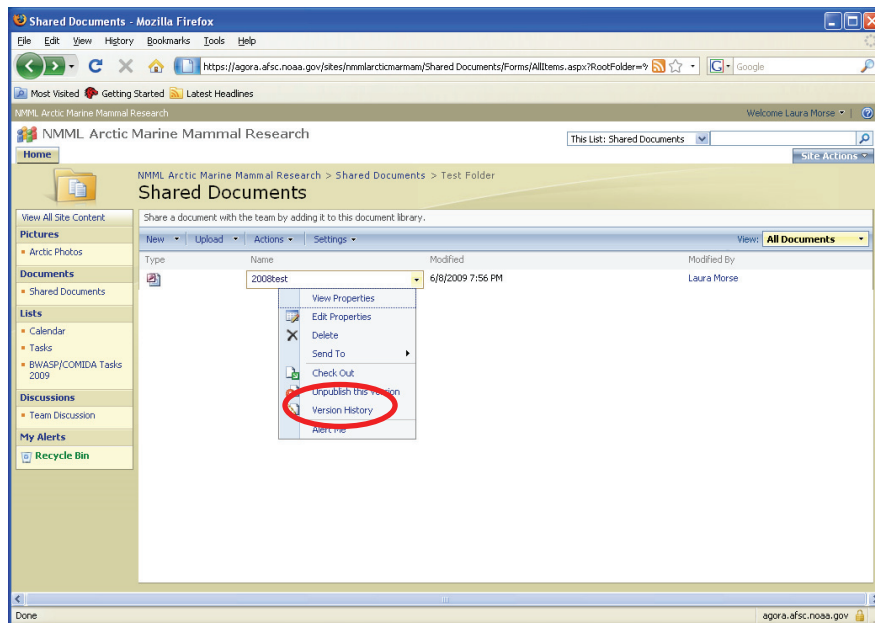 Shared Documents - Mozilla Firefox
File Edit View History Bookmarks Tools Help
https://agora.afsc.noaa.gov/sites/nmmlarcticmarmam/Shared Documents/Forms/AllItems.aspx?RootFolder=% G Google
Most Visited Getting Started Latest Headlines
NMML Arctic Marine Mammal Research Welcome Laura Morse
NMML Arctic Marine Mammal Research This List: Shared Documents
Home Site Actions
NMML Arctic Marine Mammal Research > Shared Documents > Test Folder
Shared Documents
View All Site Content Share a document with the team by adding it to this document library.
Pictures New Upload Actions Settings View: All Documents
Arctic Photos Type Name Modified Modified By
Documents 2008test 6/8/2009 7:56 PM Laura Morse
Shared Documents View Properties
Lists Edit Properties
Calendar Delete
Tasks Send To
BWASP/COMIDA Tasks
2009 Check Out
Discussions Unpublish this Version
Team Discussion Version History
My Alerts Alert Me
Recycle Bin
Done agora.afsc.noaa.gov